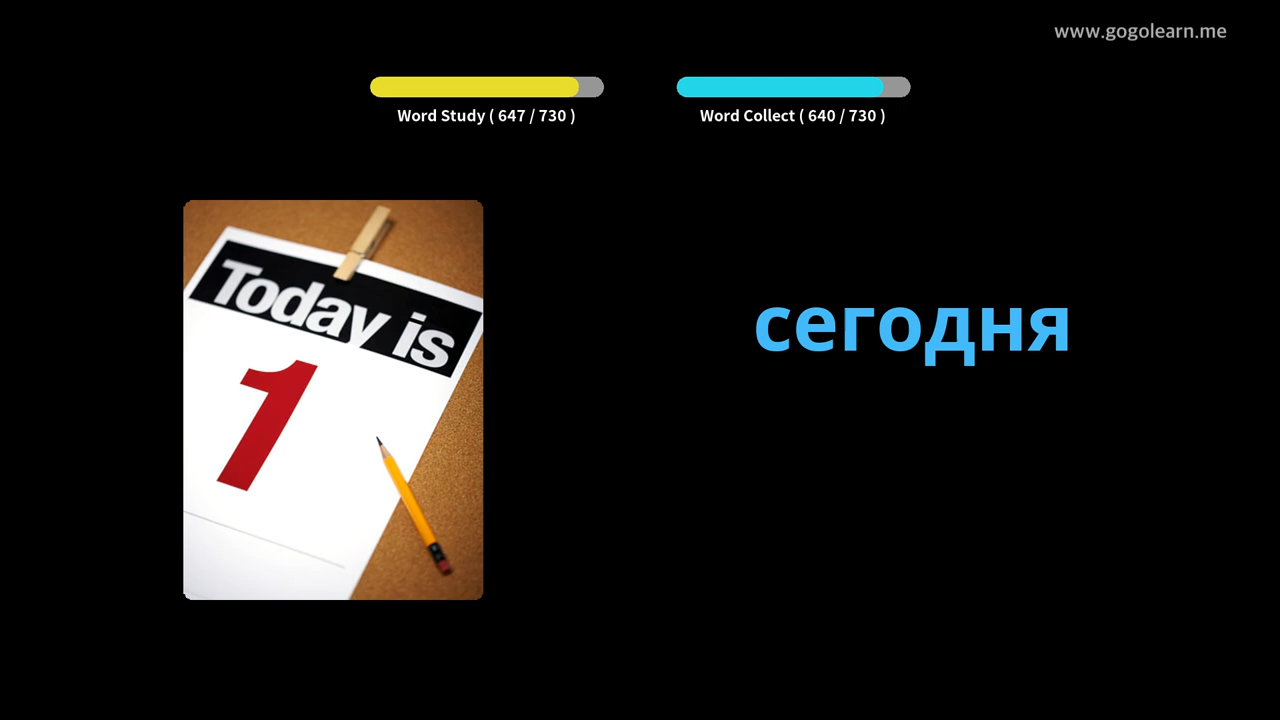 www.gogolearn.me
Word Study ( 647 / 730 )
Word Collect ( 640 / 730 )
Today is
1
сегодня